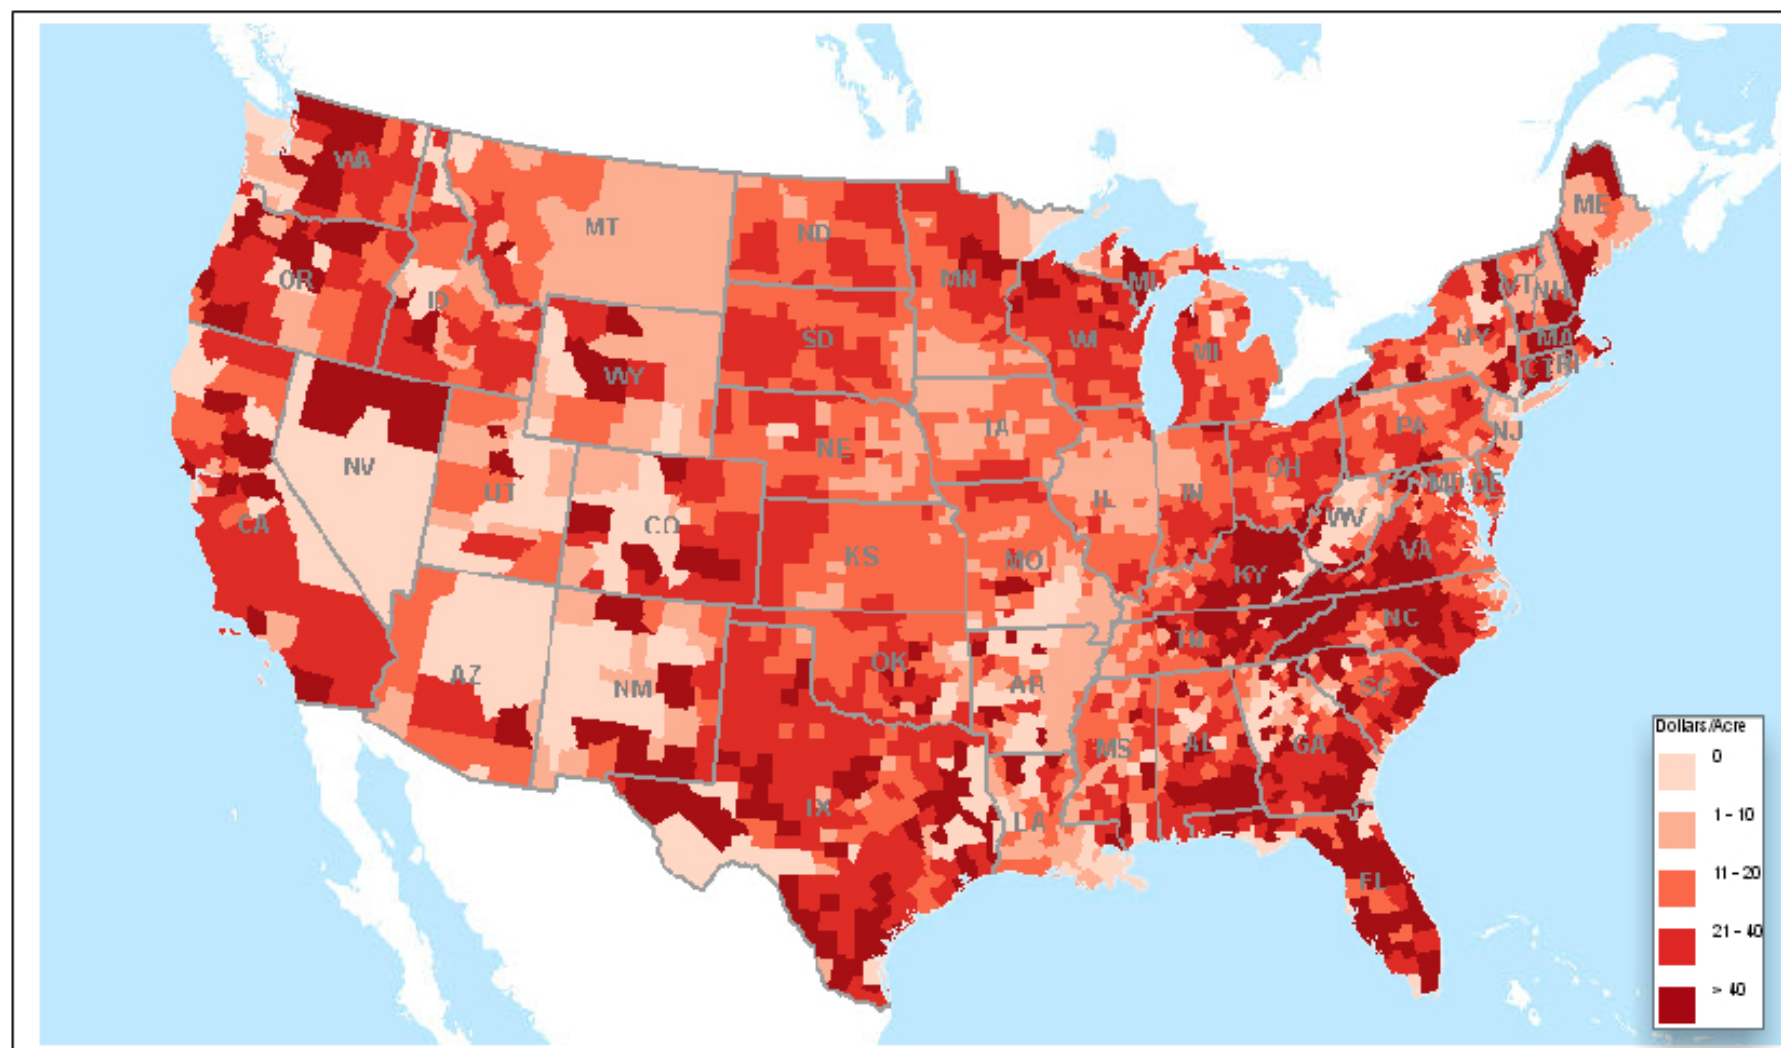 WA
MT
ND
MN
MI
ME
OR
ID
VT
NH
SD
WI
MI
NY
MA
WY
CT
RI
NE
IA
PA
NJ
NV
UT
CO
IL
IN
OH
MD
DE
CA
KS
MO
WV
VA
KY
NC
TN
AZ
NM
OK
AR
SC
MS
AL
GA
TX
LA
FL
Dollars/Acre
0
1 - 10
11 - 20
21 - 40
> 40